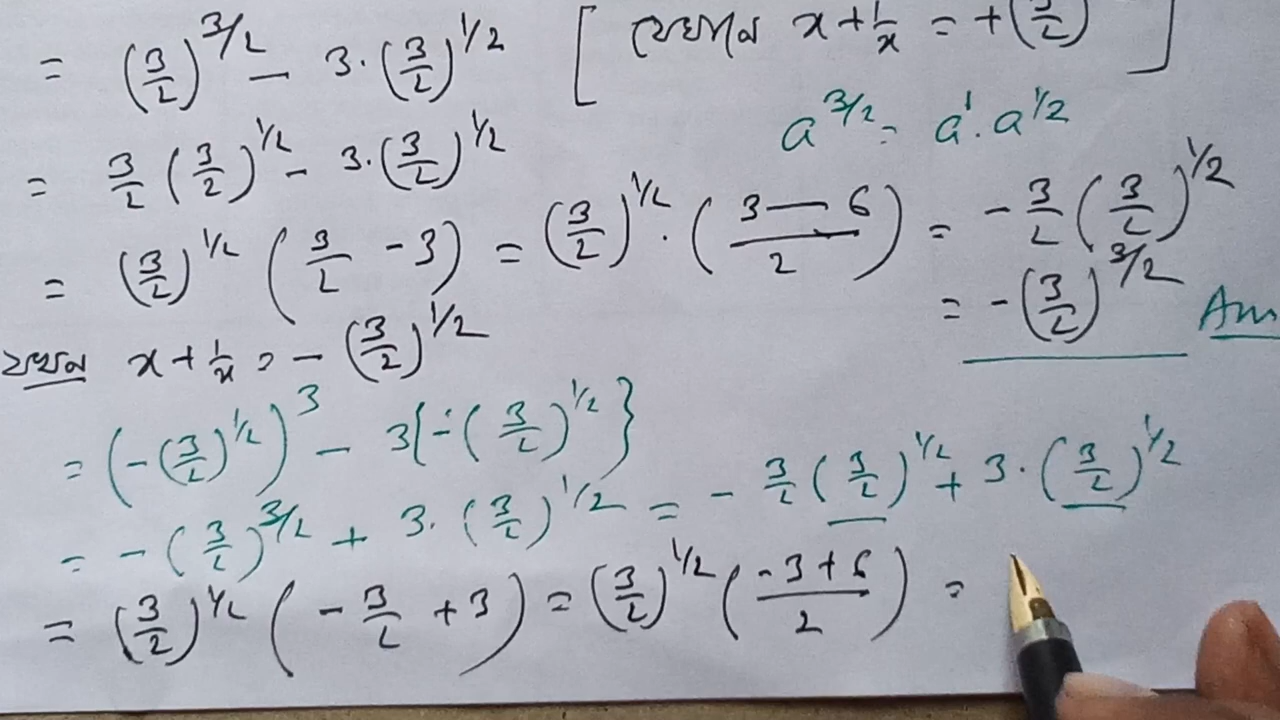 = (3/2)^3/2 - 3·(3/2)^1/2 [ যেখানে x + 1/x = +(3/2) ]
a^3/2 = a^1 . a^1/2
= 3/2 (3/2)^1/2 - 3·(3/2)^1/2
= (3/2)^1/2 (3/2 - 3) = (3/2)^1/2 · ((3 — 6)/2) = - 3/2 (3/2)^1/2
= - (3/2)^3/2 Ans
যখন x + 1/x = - (3/2)^1/2
= (-(3/2)^1/2)^3 - 3{-(3/2)^1/2}
= - (3/2)^3/2 + 3·(3/2)^1/2 = - 3/2 (3/2)^1/2 + 3·(3/2)^1/2
= (3/2)^1/2 (- 3/2 + 3) = (3/2)^1/2 ((-3+6)/2) =